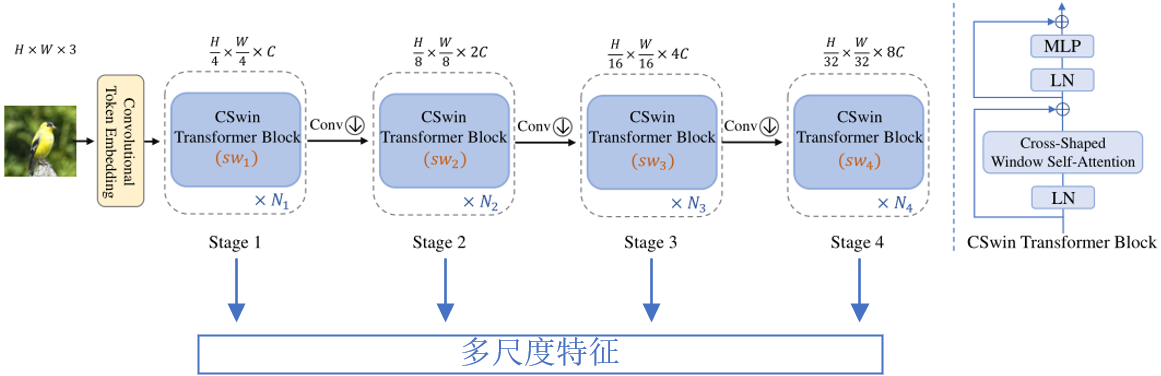 H × W × 3
Convolutional
Token Embedding
H/4 × W/4 × C
CSwin
Transformer Block
(sw₁)
× N₁
Stage 1
Conv
H/8 × W/8 × 2C
CSwin
Transformer Block
(sw₂)
× N₂
Stage 2
Conv
H/16 × W/16 × 4C
CSwin
Transformer Block
(sw₃)
× N₃
Stage 3
Conv
H/32 × W/32 × 8C
CSwin
Transformer Block
(sw₄)
× N₄
Stage 4
多尺度特征
MLP
LN
Cross-Shaped
Window Self-Attention
LN
CSwin Transformer Block